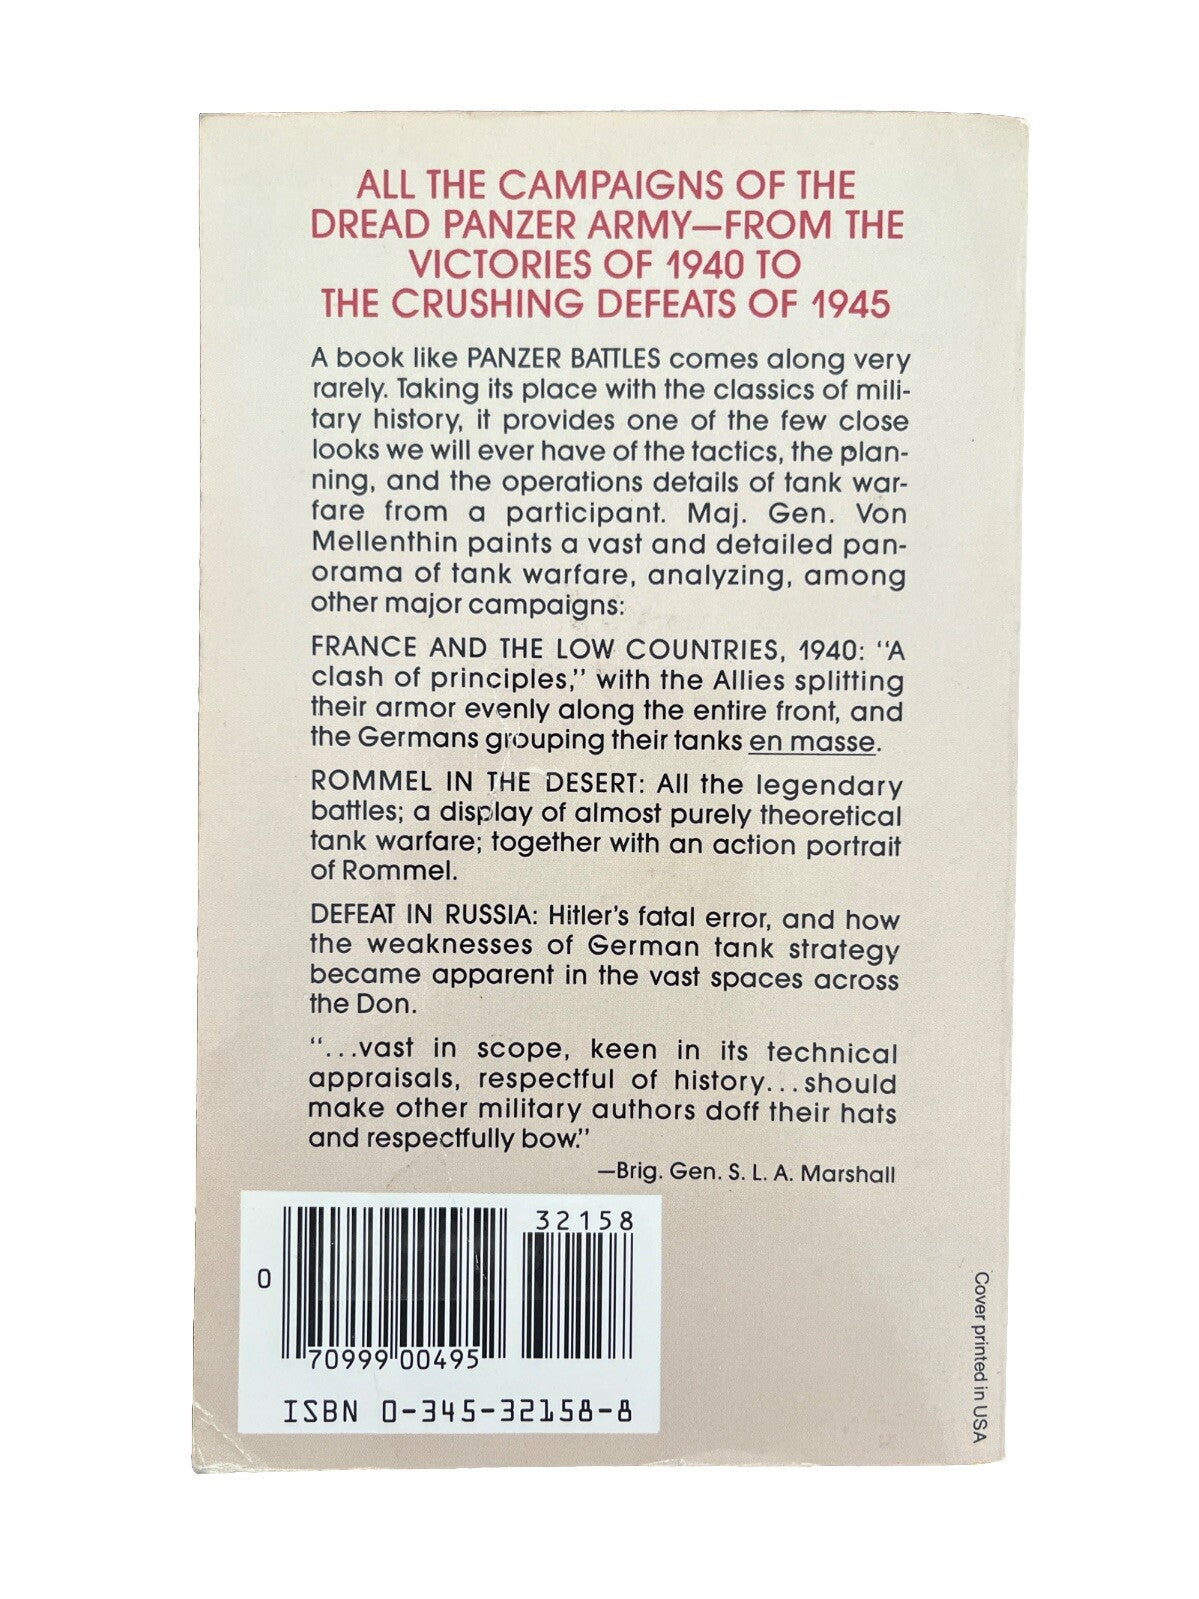 ALL THE CAMPAIGNS OF THE
DREAD PANZER ARMY—FROM THE
VICTORIES OF 1940 TO
THE CRUSHING DEFEATS OF 1945
A book like PANZER BATTLES comes along very
rarely. Taking its place with the classics of mili-
tary history, it provides one of the few close
looks we will ever have of the tactics, the plan-
ning, and the operations details of tank war-
fare from a participant. Maj. Gen. Von
Mellenthin paints a vast and detailed pan-
orama of tank warfare, analyzing, among
other major campaigns:
FRANCE AND THE LOW COUNTRIES, 1940: "A
clash of principles," with the Allies splitting
their armor evenly along the entire front, and
the Germans grouping their tanks en masse.
ROMMEL IN THE DESERT: All the legendary
battles; a display of almost purely theoretical
tank warfare; together with an action portrait
of Rommel.
DEFEAT IN RUSSIA: Hitler's fatal error, and how
the weaknesses of German tank strategy
became apparent in the vast spaces across
the Don.
"...vast in scope, keen in its technical
appraisals, respectful of history...should
make other military authors doff their hats
and respectfully bow."
—Brig. Gen. S. L. A. Marshall
32158
0
70999 00495
ISBN 0-345-32158-8
Cover printed in USA